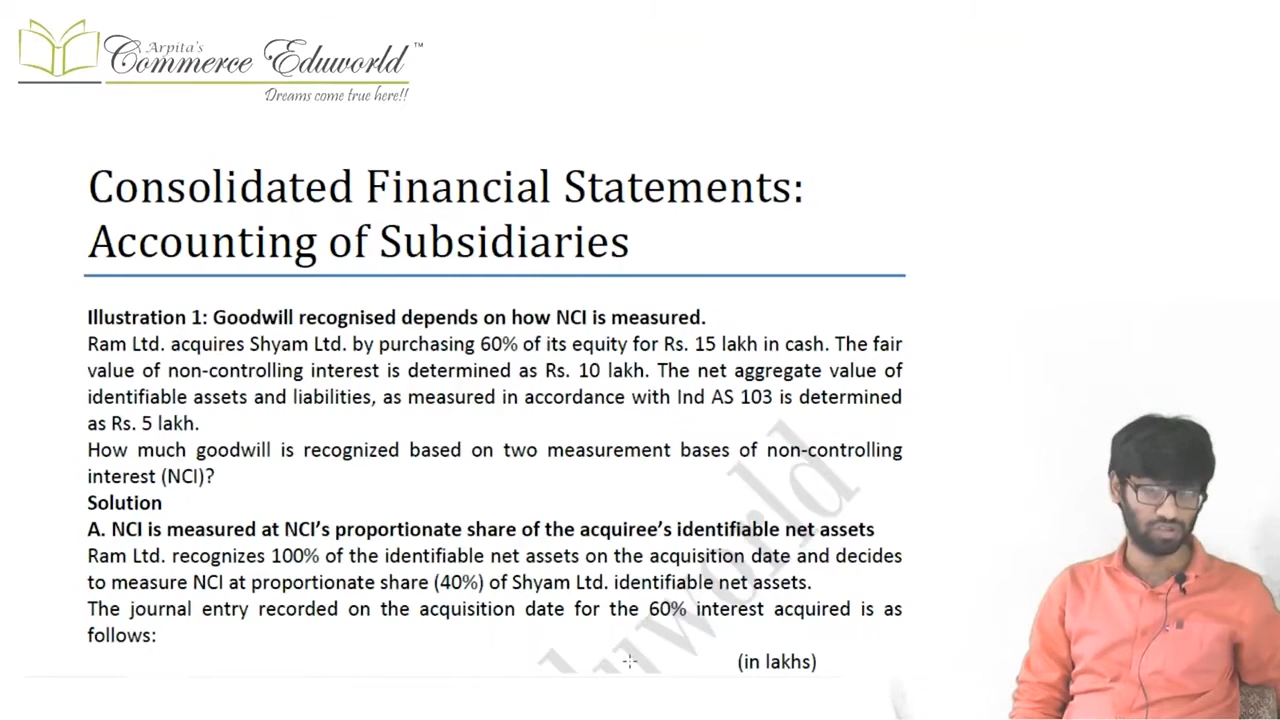 Arpita's
Commerce Eduworld™
Dreams come true here!!
Consolidated Financial Statements:
Accounting of Subsidiaries
Illustration 1: Goodwill recognised depends on how NCI is measured.
Ram Ltd. acquires Shyam Ltd. by purchasing 60% of its equity for Rs. 15 lakh in cash. The fair
value of non-controlling interest is determined as Rs. 10 lakh. The net aggregate value of
identifiable assets and liabilities, as measured in accordance with Ind AS 103 is determined
as Rs. 5 lakh.
How much goodwill is recognized based on two measurement bases of non-controlling
interest (NCI)?
Solution
A. NCI is measured at NCI's proportionate share of the acquiree's identifiable net assets
Ram Ltd. recognizes 100% of the identifiable net assets on the acquisition date and decides
to measure NCI at proportionate share (40%) of Shyam Ltd. identifiable net assets.
The journal entry recorded on the acquisition date for the 60% interest acquired is as
follows:
(in lakhs)